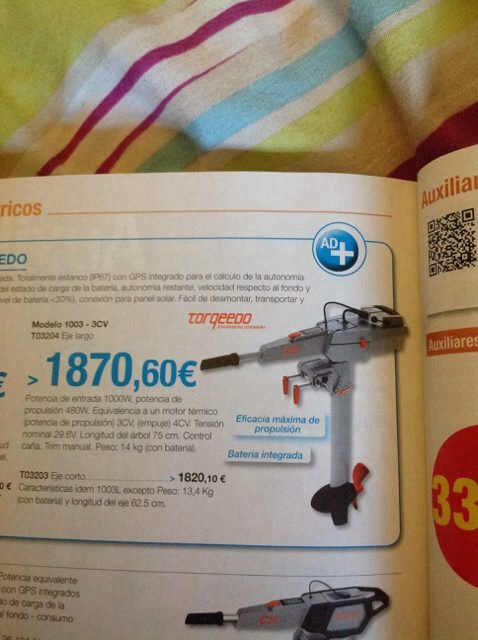 ricos
Auxiliar
EEDO
AD+
ada. Totalmente estanco (IP67) con GPS integrado para el cálculo de la autonomía
del estado de carga de la batería, autonomía restante, velocidad respecto al fondo y
ivel de batería <30%), conexión para panel solar. Fácil de desmontar, transportar y
Modelo 1003 - 3CV
T03204 Eje largo
torqeedo
Auxiliares
€ > 1870,60€
Potencia de entrada 1000W, potencia de
propulsión 480W. Equivalencia a un motor térmico
(potencia de propulsión) 3CV, (empuje) 4CV. Tensión
nominal 29.6V. Longitud del árbol 75 cm. Control
caña, Trim manual. Peso: 14 kg (con batería).
Eficacia máxima de
propulsión
Batería integrada
ud
el.
T03203 Eje corto > 1820,10 €
0 € Características idem 1003L excepto Peso: 13,4 Kg
(con batería) y longitud del eje 62.5 cm.
33
Potencia equivalente
con GPS integrados
do de carga de la
al fondo - consumo